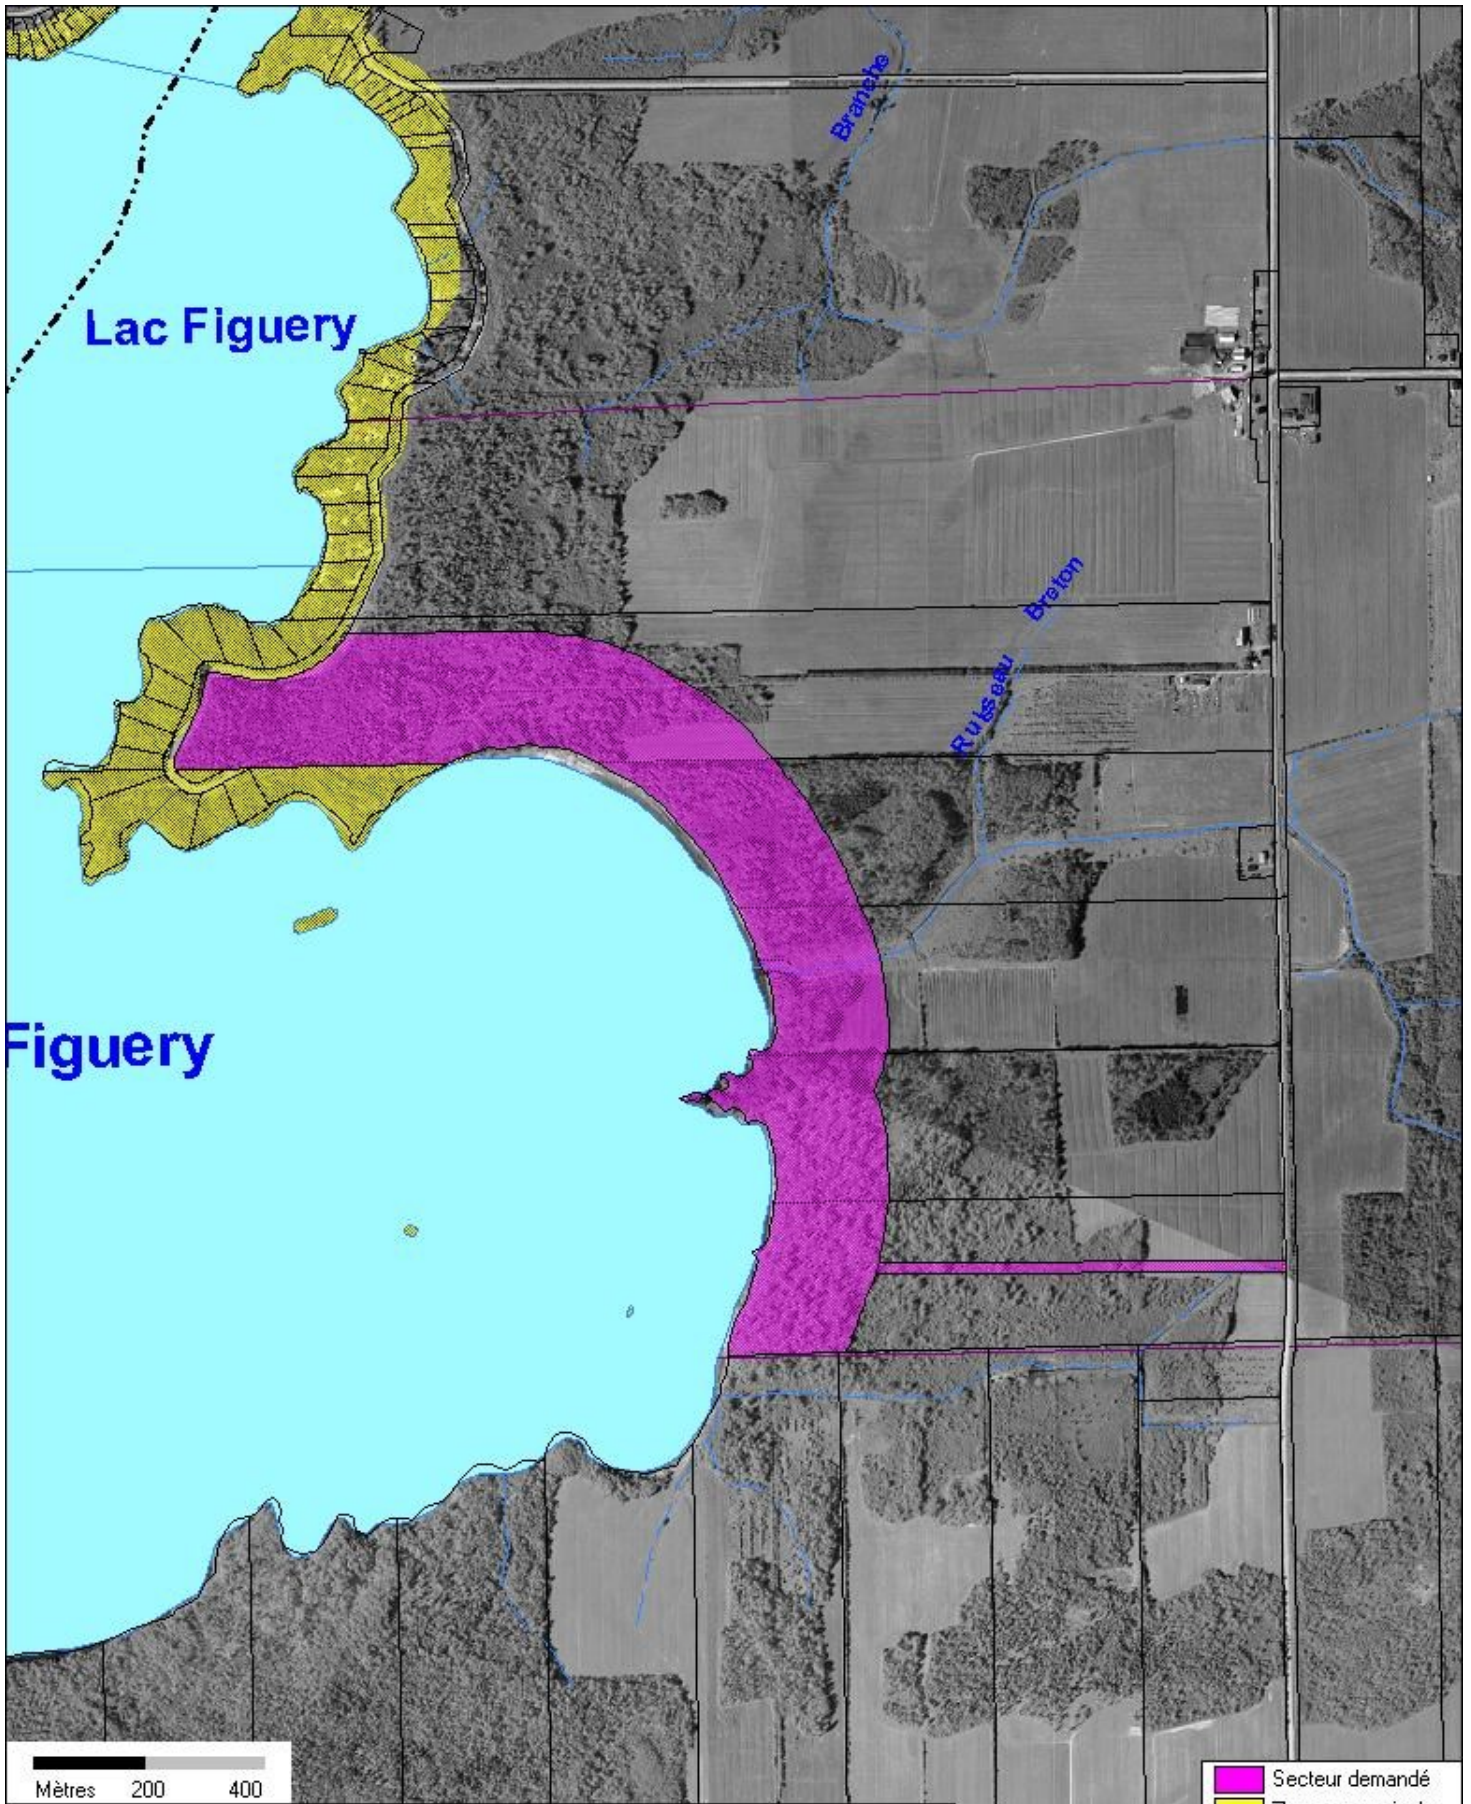 Branche
Lac Figuery
Ruisseau Breton
Figuery
Mètres 200 400
Secteur demandé